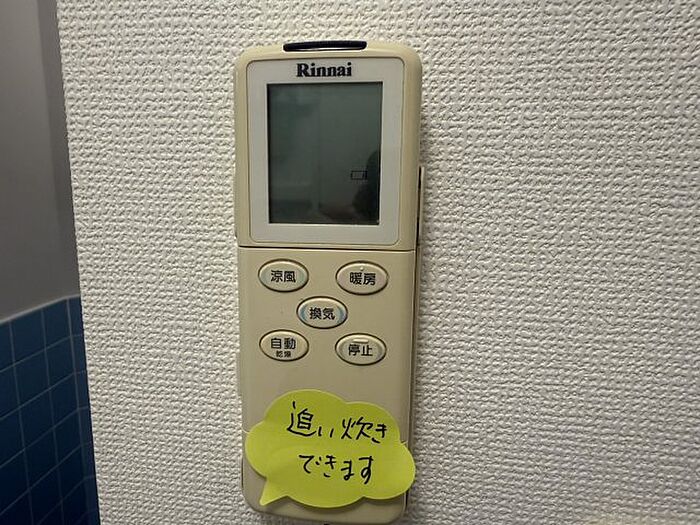 Rinnai
涼風
暖房
換気
自動
乾燥
停止
追い炊き
できます